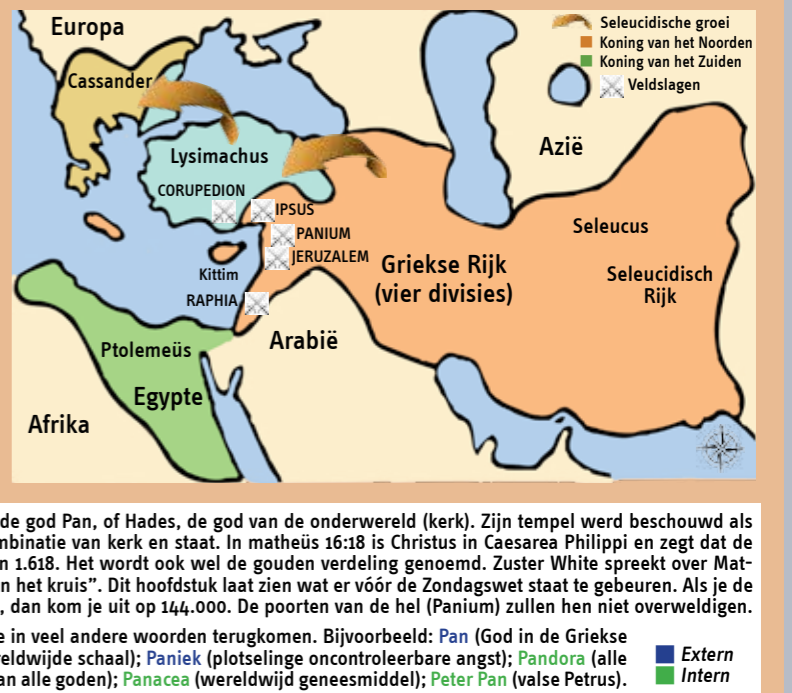 Europa
Seleucidische groei
Koning van het Noorden
Koning van het Zuiden
Veldslagen
Cassander
Azië
Lysimachus
CORUPEDION
IPSUS
PANIUM
JERUZALEM
Kittim
RAPHIA
Griekse Rijk
(vier divisies)
Seleucus
Seleucidisch
Rijk
Arabië
Ptolemeüs
Egypte
Afrika
de god Pan, of Hades, de god van de onderwereld (kerk). Zijn tempel werd beschouwd als
mbinatie van kerk en staat. In matheüs 16:18 is Christus in Caesarea Philippi en zegt dat de
n 1.618. Het wordt ook wel de gouden verdeling genoemd. Zuster White spreekt over Mat-
n het kruis”. Dit hoofdstuk laat zien wat er vóór de Zondagswet staat te gebeuren. Als je de
, dan kom je uit op 144.000. De poorten van de hel (Panium) zullen hen niet overweldigen.
e in veel andere woorden terugkomen. Bijvoorbeeld: Pan (God in de Griekse
reldwijde schaal); Paniek (plotselinge oncontroleerbare angst); Pandora (alle
an alle goden); Panacea (wereldwijd geneesmiddel); Peter Pan (valse Petrus).
Extern
Intern